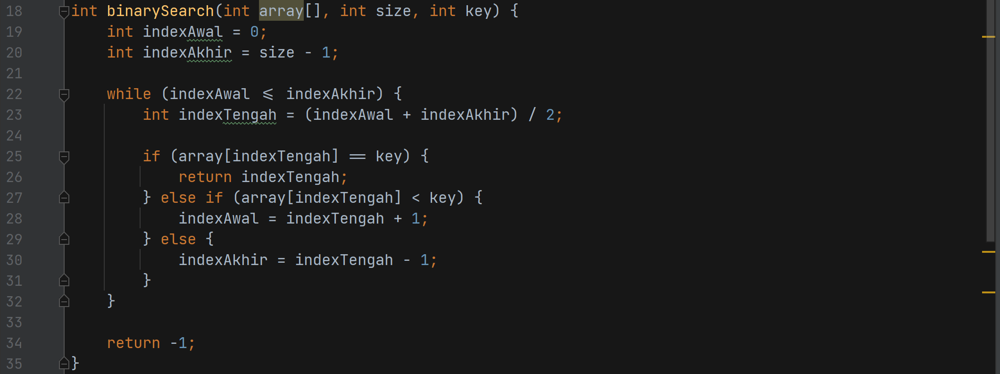 18 int binarySearch(int array[], int size, int key) {
19     int indexAwal = 0;
20     int indexAkhir = size - 1;
21
22     while (indexAwal <= indexAkhir) {
23         int indexTengah = (indexAwal + indexAkhir) / 2;
24
25         if (array[indexTengah] == key) {
26             return indexTengah;
27         } else if (array[indexTengah] < key) {
28             indexAwal = indexTengah + 1;
29         } else {
30             indexAkhir = indexTengah - 1;
31         }
32     }
33
34     return -1;
35 }